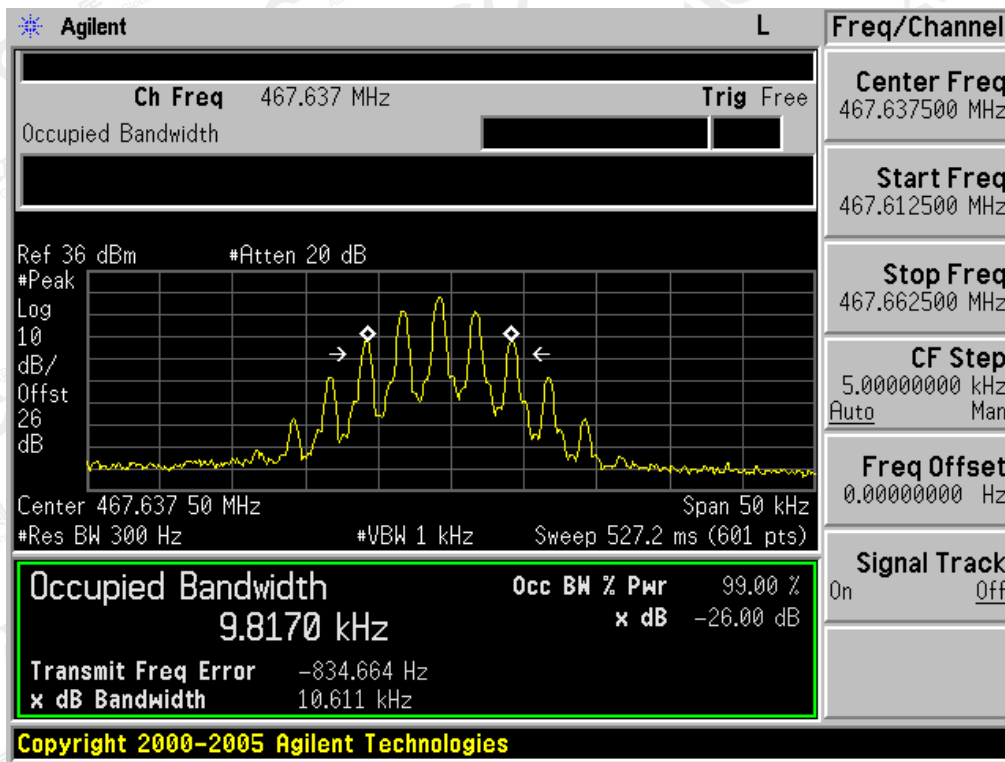 Agilent L Freq/Channel
Ch Freq 467.637 MHz Trig Free
Occupied Bandwidth
Center Freq
467.637500 MHz
Start Freq
467.612500 MHz
Stop Freq
467.662500 MHz
CF Step
5.00000000 kHz
Auto Man
Freq Offset
0.00000000 Hz
Signal Track
On Off
Ref 36 dBm #Atten 20 dB
#Peak
Log
10
dB/
Offst
26
dB
Center 467.637 50 MHz Span 50 kHz
#Res BW 300 Hz #VBW 1 kHz Sweep 527.2 ms (601 pts)
Occupied Bandwidth Occ BW % Pwr 99.00 %
9.8170 kHz x dB -26.00 dB
Transmit Freq Error -834.664 Hz
x dB Bandwidth 10.611 kHz
Copyright 2000-2005 Agilent Technologies